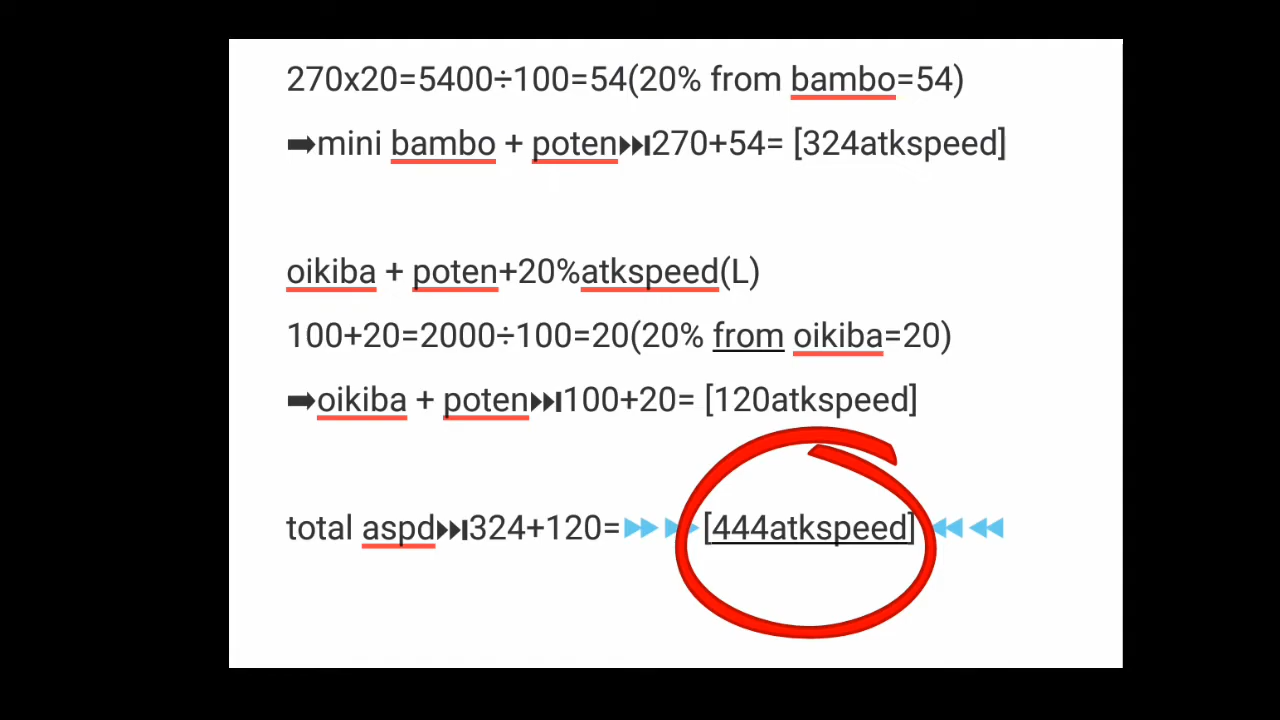 270x20=5400÷100=54(20% from bambo=54)
➡mini bambo + poten⏭270+54= [324atkspeed]
oikiba + poten+20%atkspeed(L)
100+20=2000÷100=20(20% from oikiba=20)
➡oikiba + poten⏭100+20= [120atkspeed]
total aspd⏭324+120=⏩⏩[444atkspeed]⏪⏪